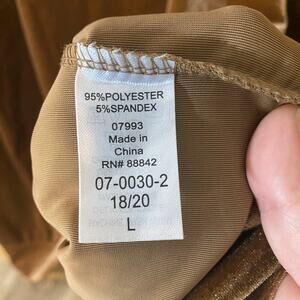 95%POLYESTER
5%SPANDEX
07993
Made in
China
RN# 88842
07-0030-2
18/20
L